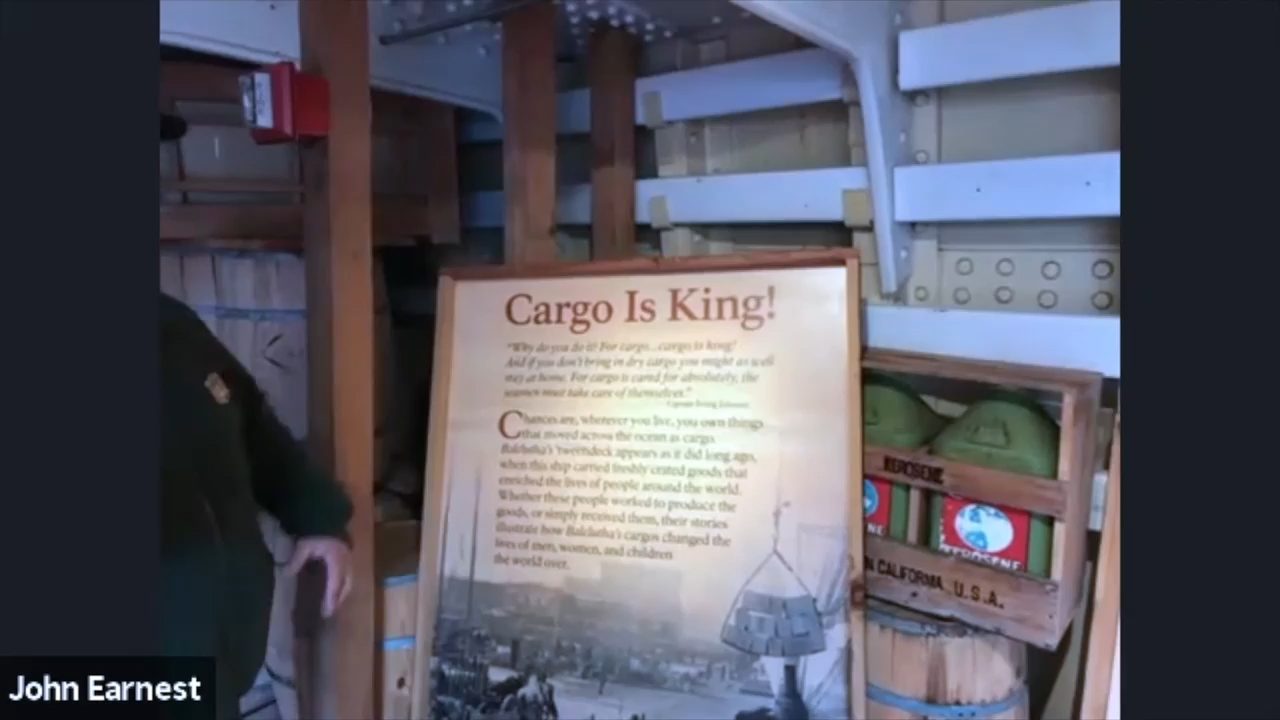 Cargo Is King!
"Why do you do it? For cargo...cargo is king!
And if you don't bring in dry cargo you might as well
stay at home. For cargo is cared for absolutely, the
seamen must take care of themselves."
Captain Irving Johnson
Chances are, wherever you live, you own things
that moved across the ocean as cargo.
Balclutha's 'tweendeck appears as it did long ago,
when this ship carried freshly crated goods that
enriched the lives of people around the world.
Whether these people worked to produce the
goods, or simply received them, their stories
illustrate how Balclutha's cargos changed the
lives of men, women, and children
the world over.
KEROSENE
NE
KEROSENE
N CALIFORNIA, U.S.A.
John Earnest